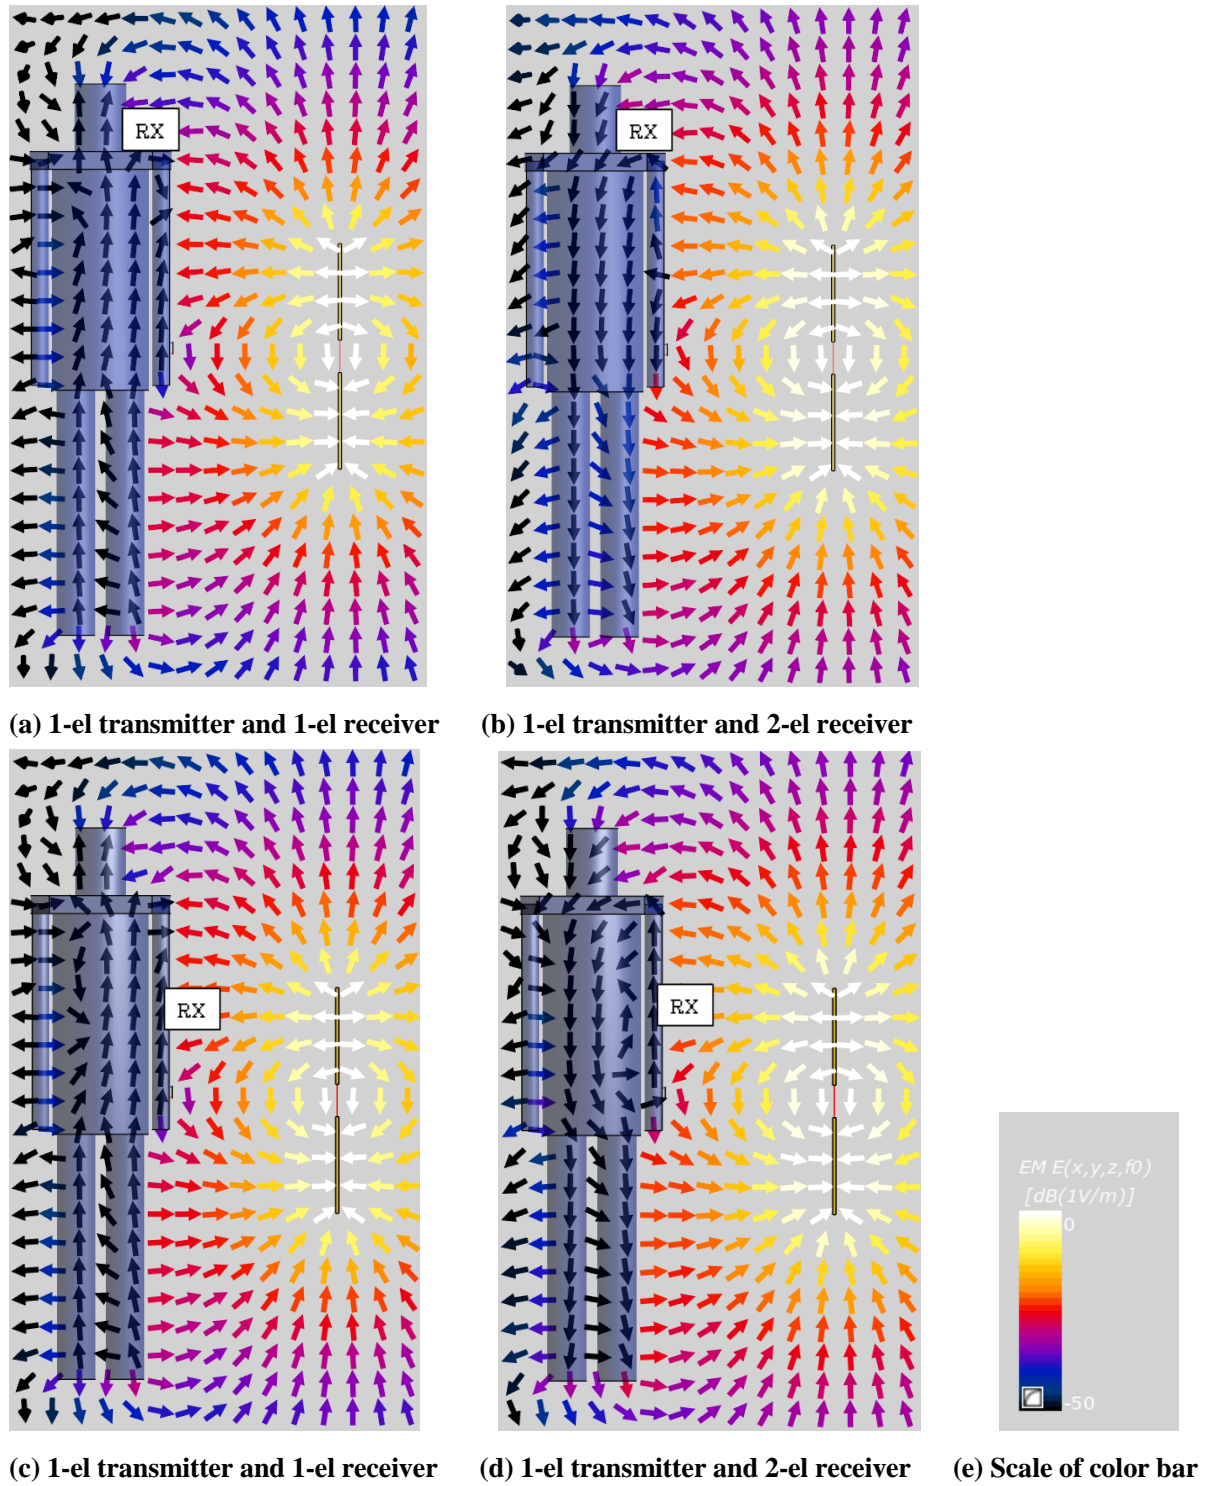 RX
RX
(a) 1-el transmitter and 1-el receiver
(b) 1-el transmitter and 2-el receiver
RX
RX
EM E(x,y,z,f0)
[dB(1V/m)]
0
-50
(c) 1-el transmitter and 1-el receiver
(d) 1-el transmitter and 2-el receiver
(e) Scale of color bar